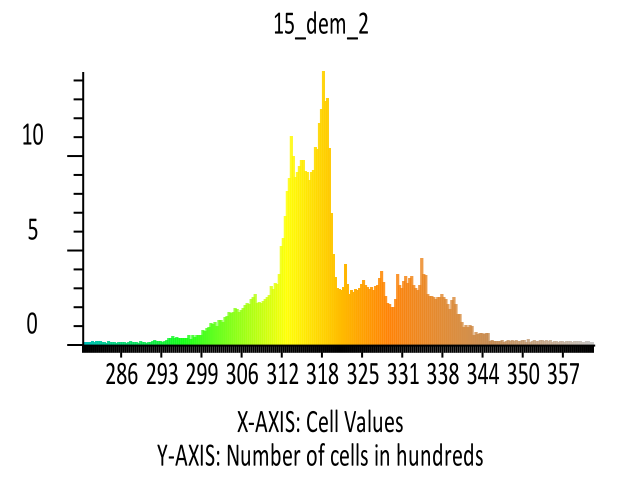 15_dem_2
10
5
0
286 293 299 306 312 318 325 331 338 344 350 357
X-AXIS: Cell Values
Y-AXIS: Number of cells in hundreds